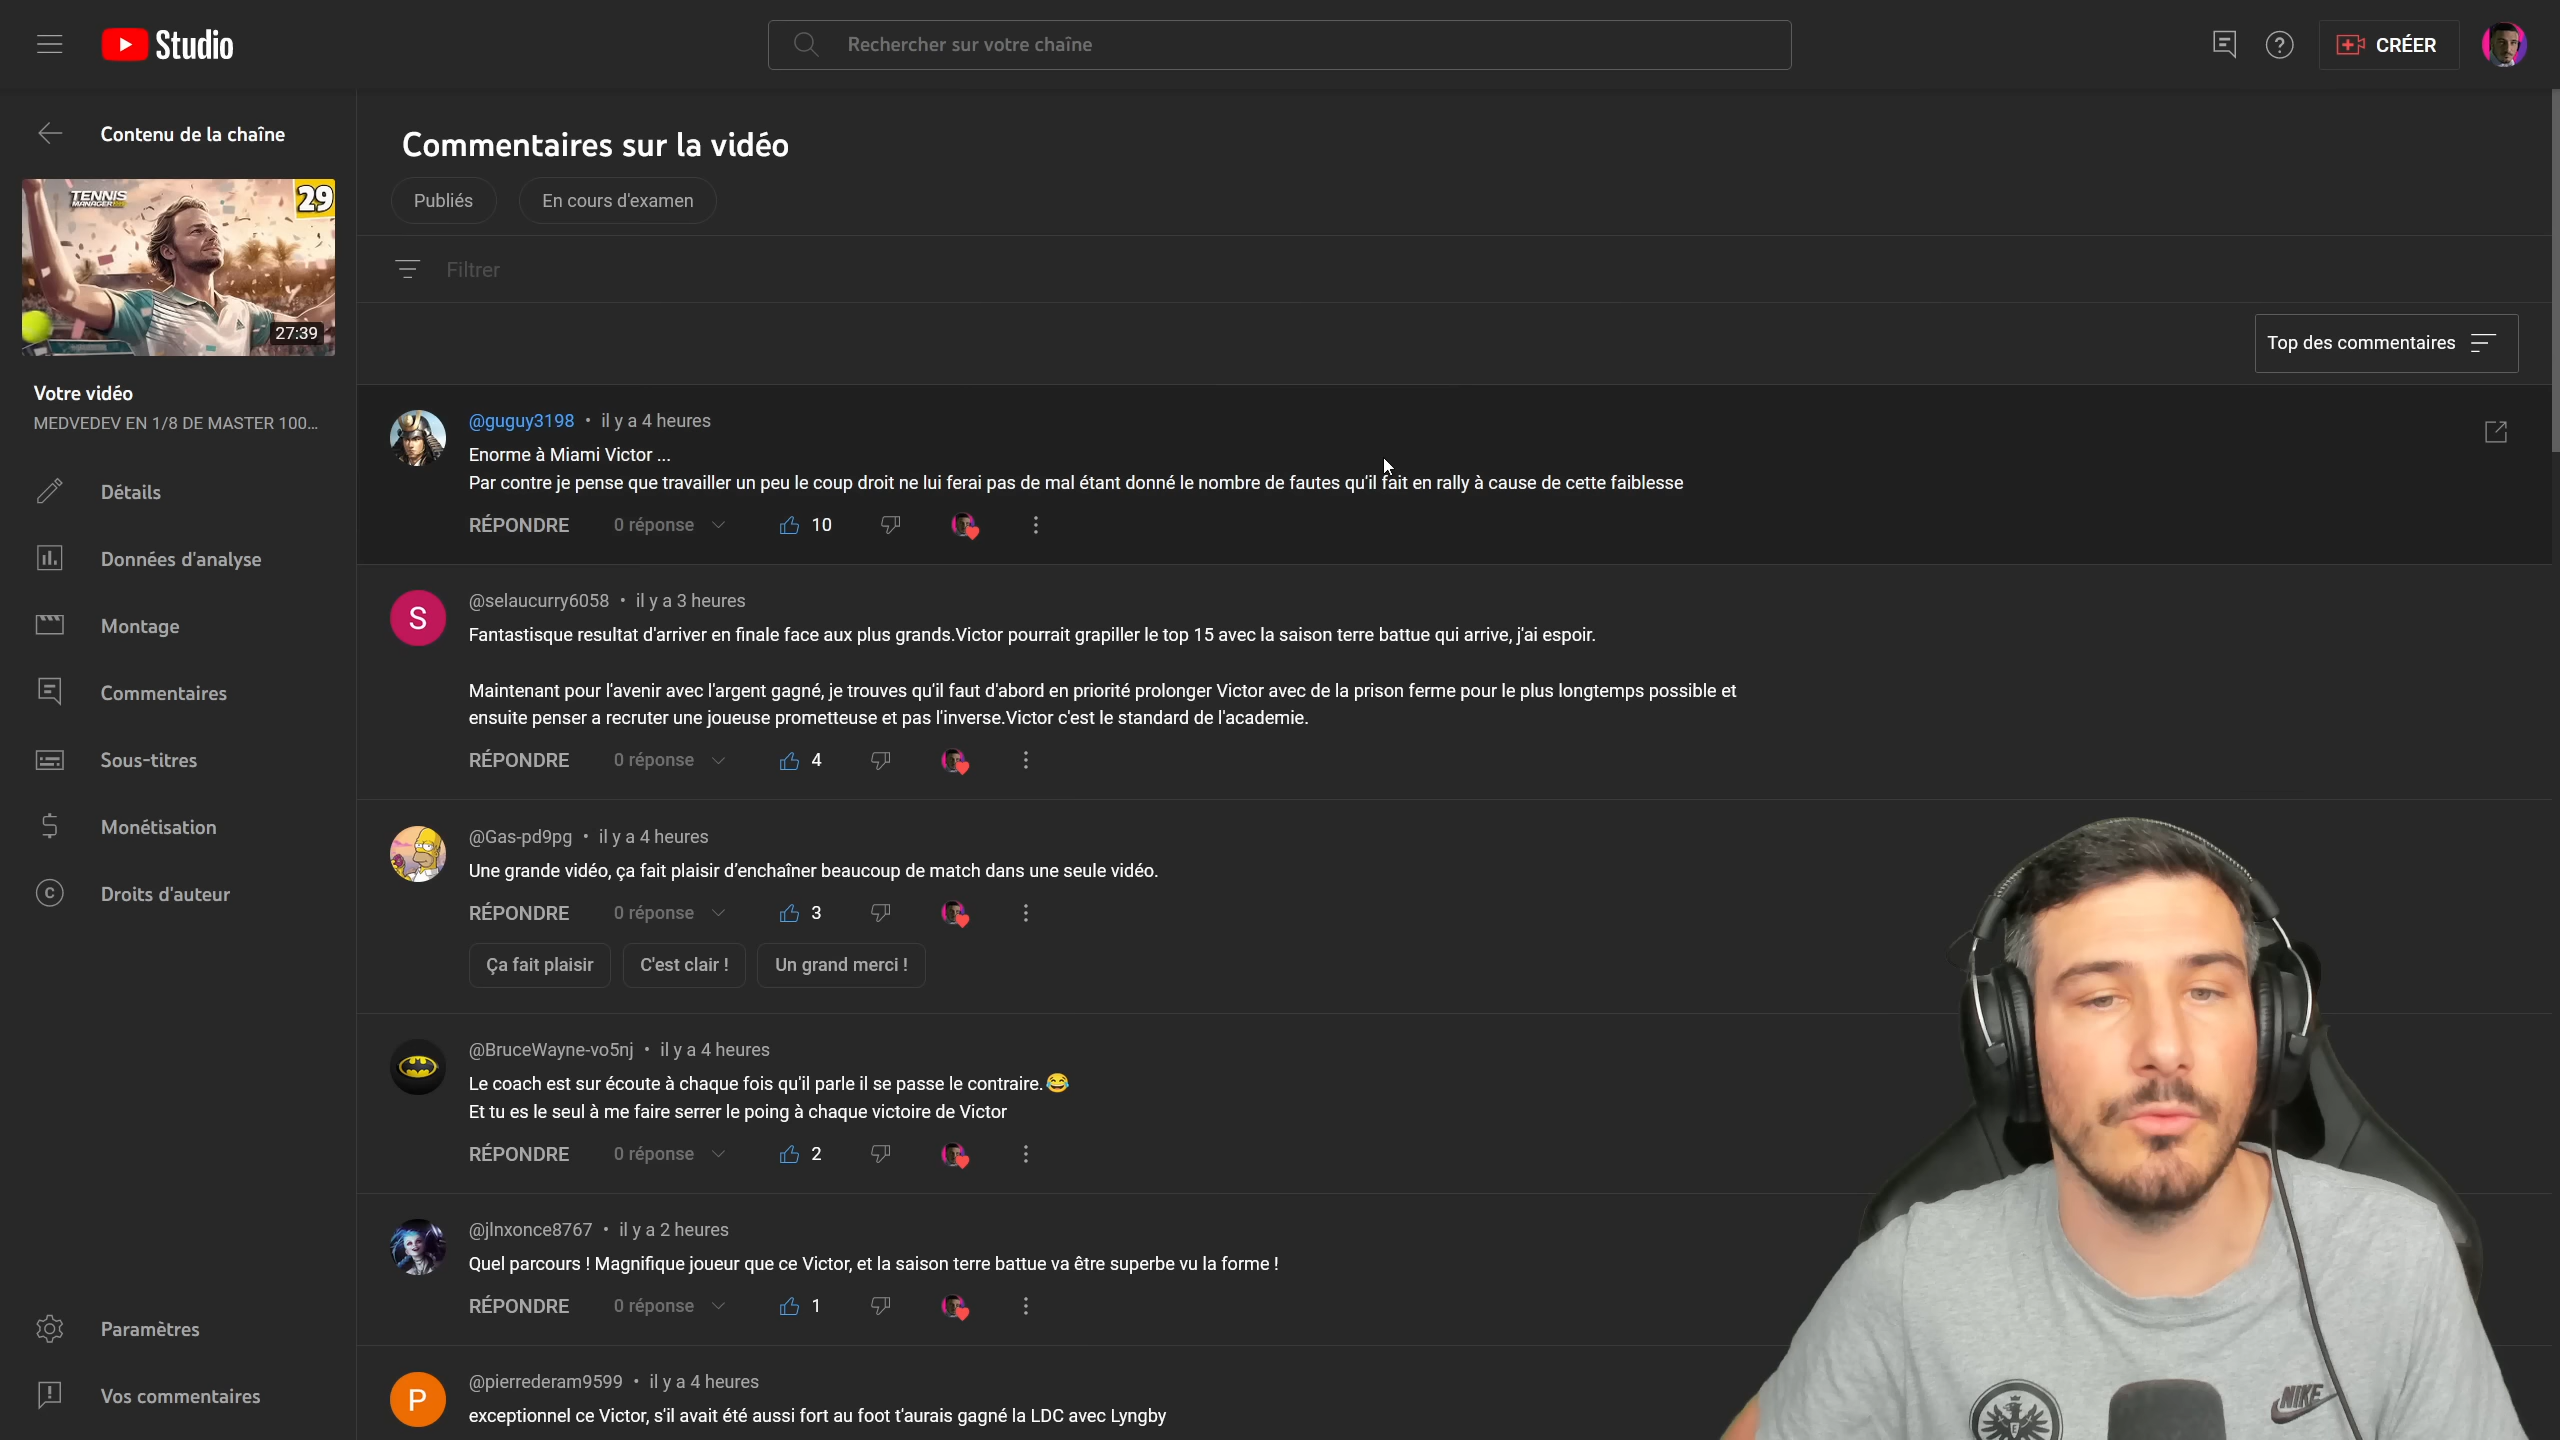 Studio
Rechercher sur votre chaîne
CRÉER
Contenu de la chaîne
TENNIS
MANAGER
29
27:39
Votre vidéo
MEDVEDEV EN 1/8 DE MASTER 100...
Détails
Données d'analyse
Montage
Commentaires
Sous-titres
Monétisation
Droits d'auteur
Paramètres
Vos commentaires
Commentaires sur la vidéo
Publiés
En cours d'examen
Filtrer
Top des commentaires
@guguy3198 • il y a 4 heures
Enorme à Miami Victor ...
Par contre je pense que travailler un peu le coup droit ne lui ferai pas de mal étant donné le nombre de fautes qu'il fait en rally à cause de cette faiblesse
RÉPONDRE 0 réponse 10
S
@selaucurry6058 • il y a 3 heures
Fantastisque resultat d'arriver en finale face aux plus grands.Victor pourrait grapiller le top 15 avec la saison terre battue qui arrive, j'ai espoir.
Maintenant pour l'avenir avec l'argent gagné, je trouves qu'il faut d'abord en priorité prolonger Victor avec de la prison ferme pour le plus longtemps possible et
ensuite penser a recruter une joueuse prometteuse et pas l'inverse.Victor c'est le standard de l'academie.
RÉPONDRE 0 réponse 4
@Gas-pd9pg • il y a 4 heures
Une grande vidéo, ça fait plaisir d’enchaîner beaucoup de match dans une seule vidéo.
RÉPONDRE 0 réponse 3
Ça fait plaisir C'est clair ! Un grand merci !
@BruceWayne-vo5nj • il y a 4 heures
Le coach est sur écoute à chaque fois qu'il parle il se passe le contraire.😂
Et tu es le seul à me faire serrer le poing à chaque victoire de Victor
RÉPONDRE 0 réponse 2
@jlnxonce8767 • il y a 2 heures
Quel parcours ! Magnifique joueur que ce Victor, et la saison terre battue va être superbe vu la forme !
RÉPONDRE 0 réponse 1
P
@pierrederam9599 • il y a 4 heures
exceptionnel ce Victor, s'il avait été aussi fort au foot t'aurais gagné la LDC avec Lyngby
NIKE